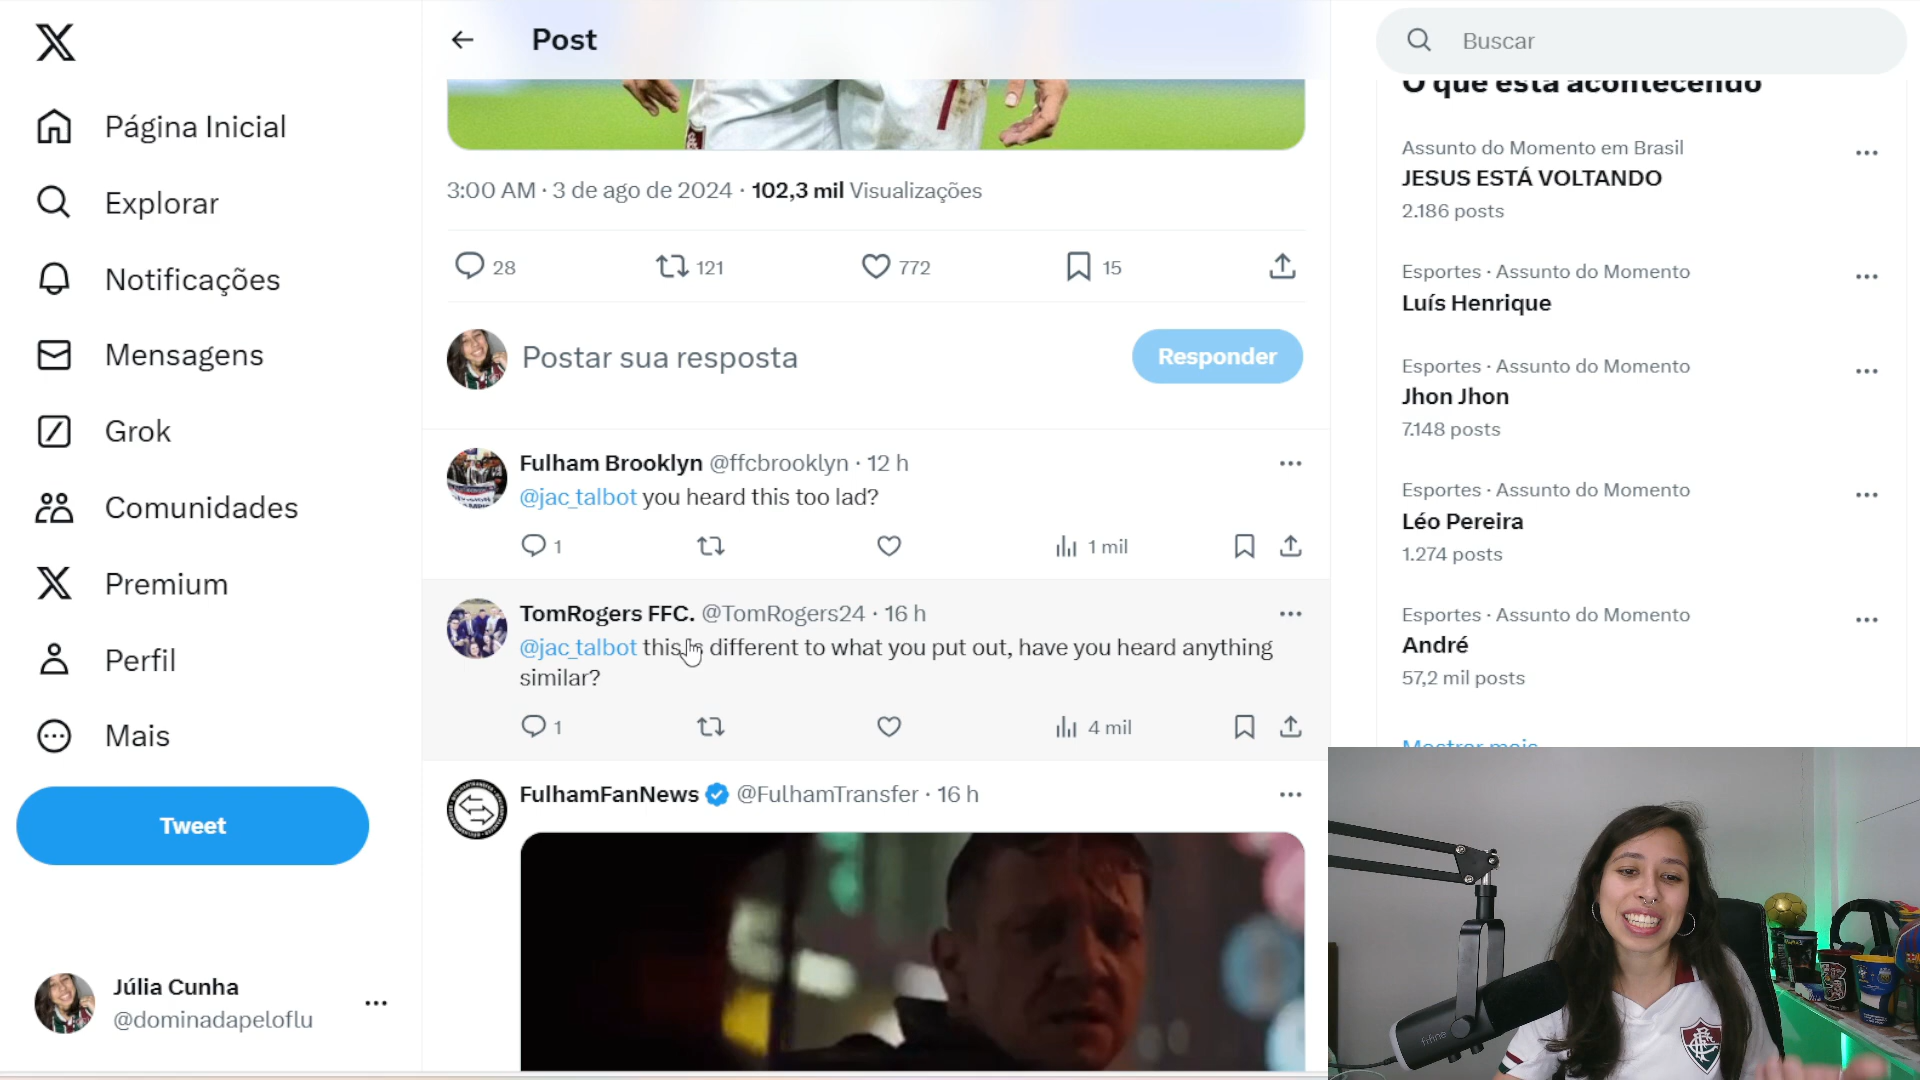 Página Inicial
Explorar
Notificações
Mensagens
Grok
Comunidades
Premium
Perfil
Mais
Tweet
Júlia Cunha
@dominadapeloflu
Post
3:00 AM · 3 de ago de 2024 · 102,3 mil Visualizações
28
121
772
15
Postar sua resposta
Responder
Fulham Brooklyn @ffcbrooklyn · 12 h
@jac_talbot you heard this too lad?
1
1 mil
TomRogers FFC. @TomRogers24 · 16 h
@jac_talbot this is different to what you put out, have you heard anything
similar?
1
4 mil
FulhamFanNews @FulhamTransfer · 16 h
Buscar
O que está acontecendo
Assunto do Momento em Brasil
JESUS ESTÁ VOLTANDO
2.186 posts
Esportes · Assunto do Momento
Luís Henrique
Esportes · Assunto do Momento
Jhon Jhon
7.148 posts
Esportes · Assunto do Momento
Léo Pereira
1.274 posts
Esportes · Assunto do Momento
André
57,2 mil posts
Mostrar mais
fifine